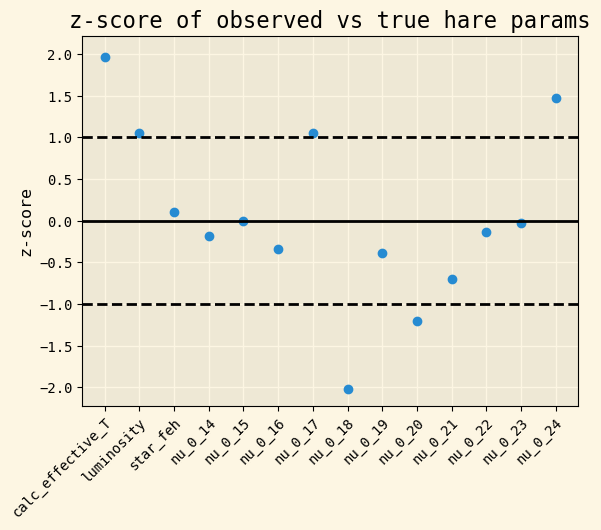 z-score of observed vs true hare params
z-score
2.0
1.5
1.0
0.5
0.0
−0.5
−1.0
−1.5
−2.0
calc_effective_T
luminosity
star_feh
nu_0_14
nu_0_15
nu_0_16
nu_0_17
nu_0_18
nu_0_19
nu_0_20
nu_0_21
nu_0_22
nu_0_23
nu_0_24